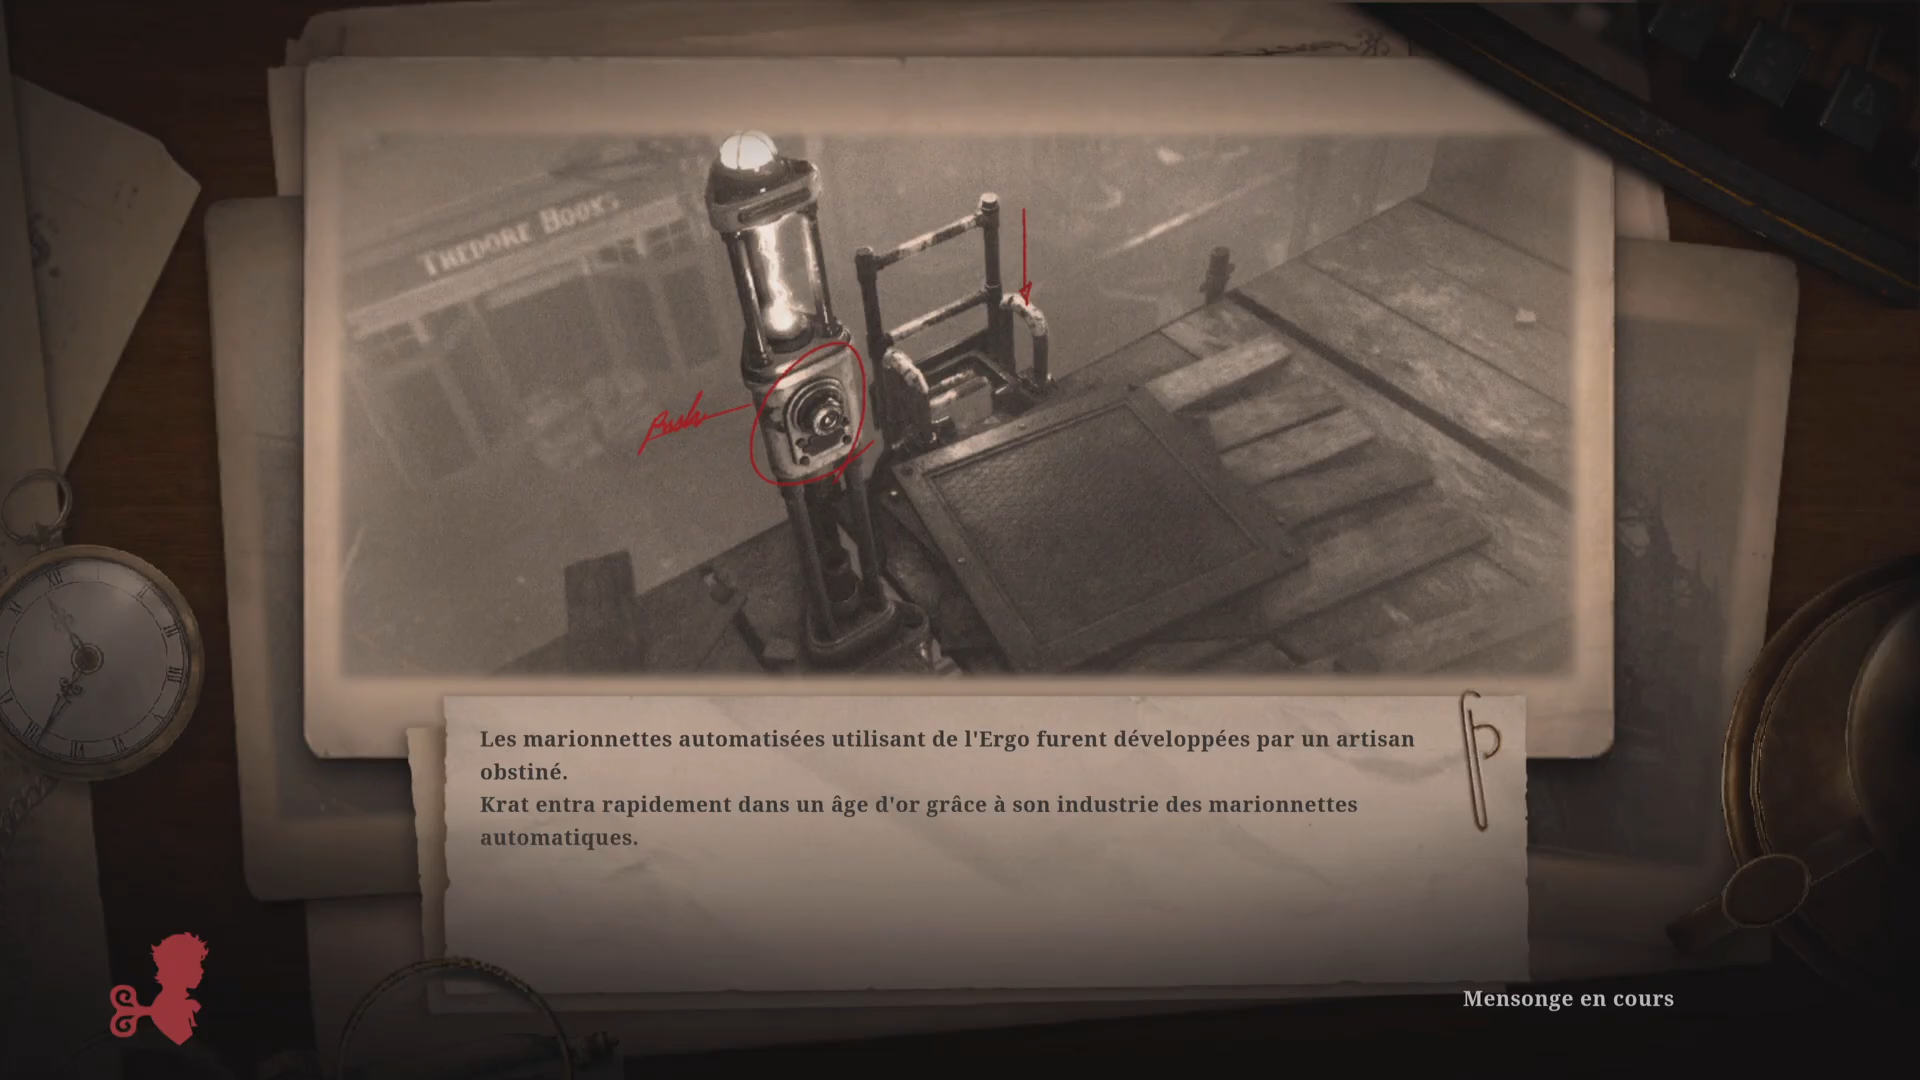 THEDORE BOOKS
Push
Les marionnettes automatisées utilisant de l'Ergo furent développées par un artisan
obstiné.
Krat entra rapidement dans un âge d'or grâce à son industrie des marionnettes
automatiques.
Mensonge en cours